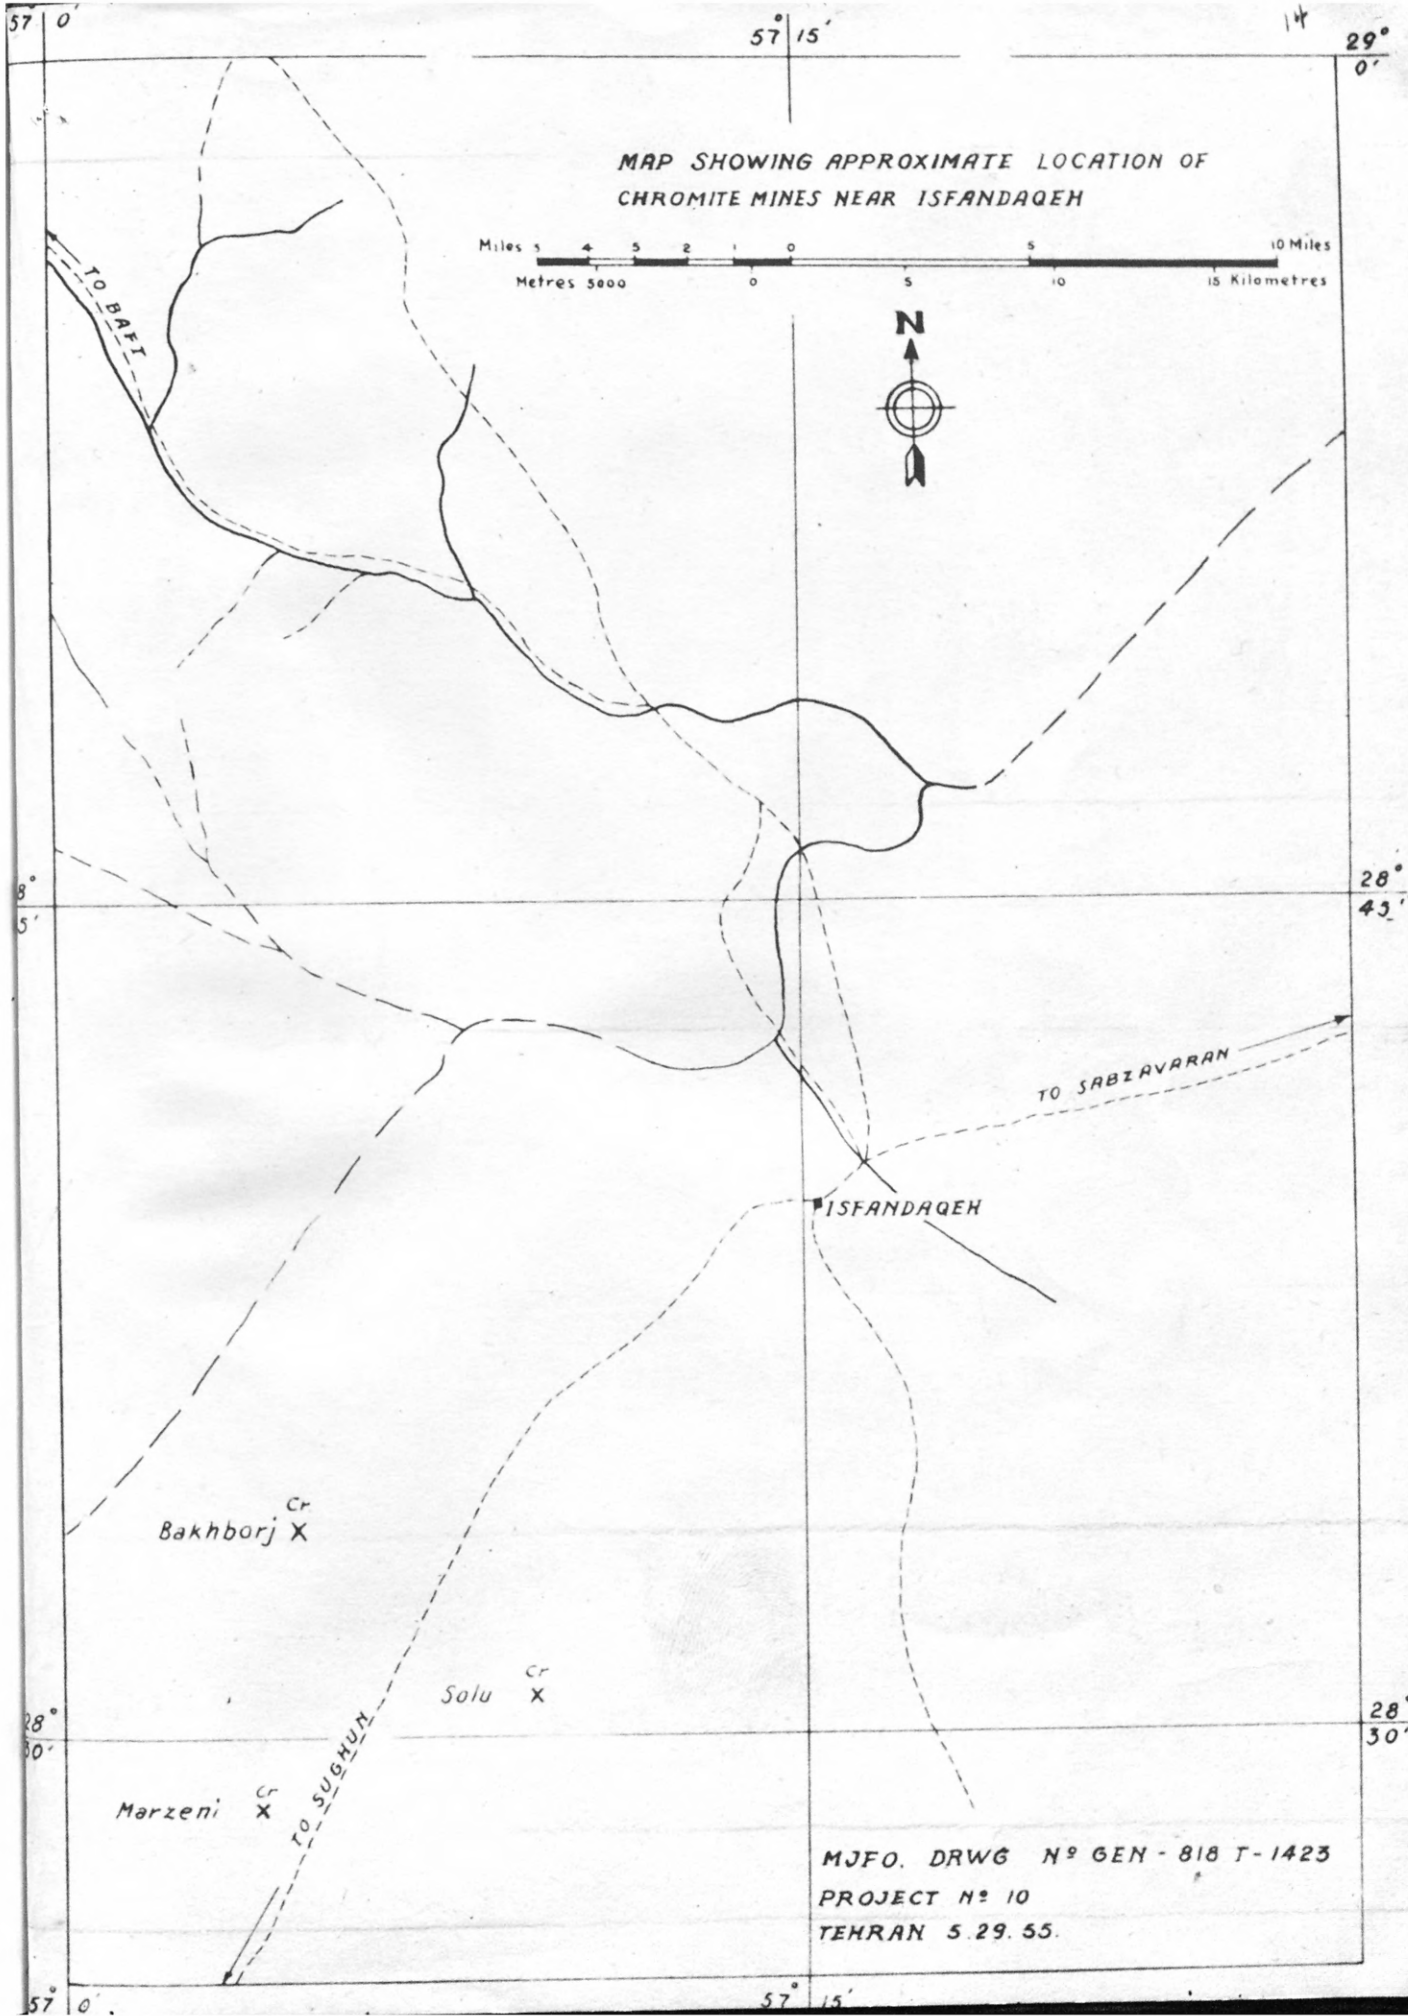 57° 0'
57° 15'
14
29° 0'
MAP SHOWING APPROXIMATE LOCATION OF
CHROMITE MINES NEAR ISFANDAQEH
Miles 5 4 3 2 1 0 5 10 Miles
Metres 5000 0 5 10 15 Kilometres
N
TO BAFT
8°
5'
28°
45'
TO SABZAVARAN
ISFANDAQEH
Cr
Bakhborj X
Cr
Solu X
28°
30'
28°
30'
TO SUGHUN
Cr
Marzeni X
MJFO. DRWG Nº GEN - 818 T - 1423
PROJECT Nº 10
TEHRAN 5.29.55.
57° 0'
57° 15'